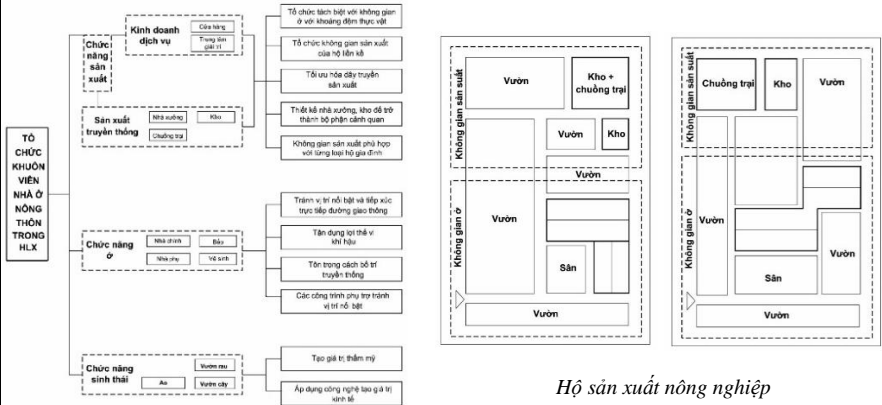 TỔ
CHỨC
KHUÔN
VIÊN
NHÀ Ở
NÔNG
THÔN
TRONG
HLX
Chức
năng
sản
xuất
Kinh doanh
dịch vụ
Cửa hàng
Trung tâm
giải trí
Sản xuất
truyền thống
Nhà xưởng
Kho
Chuồng trại
Tổ chức tách biệt với không gian
ở với khoảng đệm thực vật
Tổ chức không gian sản xuất
của hộ liền kề
Tối ưu hóa dây truyền
sản xuất
Thiết kế nhà xưởng, kho để trở
thành bộ phận cảnh quan
Không gian sản xuất phù hợp
với từng loại hộ gia đình
Chức năng
ở
Nhà chính
Bếp
Nhà phụ
Vệ sinh
Tránh vị trí nổi bật và tiếp xúc
trực tiếp đường giao thông
Tận dụng lợi thế vi
khí hậu
Tôn trọng cách bố trí
truyền thống
Các công trình phụ trợ tránh
vị trí nổi bật
Chức năng
sinh thái
Vườn rau
Ao
Vườn cây
Tạo giá trị thẩm mỹ
Áp dụng công nghệ tạo giá trị
kinh tế
Không gian sản suất
Vườn
Kho +
chuồng trại
Vườn
Kho
Vườn
Không gian ở
Vườn
Sân
Vườn
Không gian sản suất
Chuồng trại
Kho
Vườn
Không gian ở
Vườn
Sân
Vườn
Vườn
Hộ sản xuất nông nghiệp